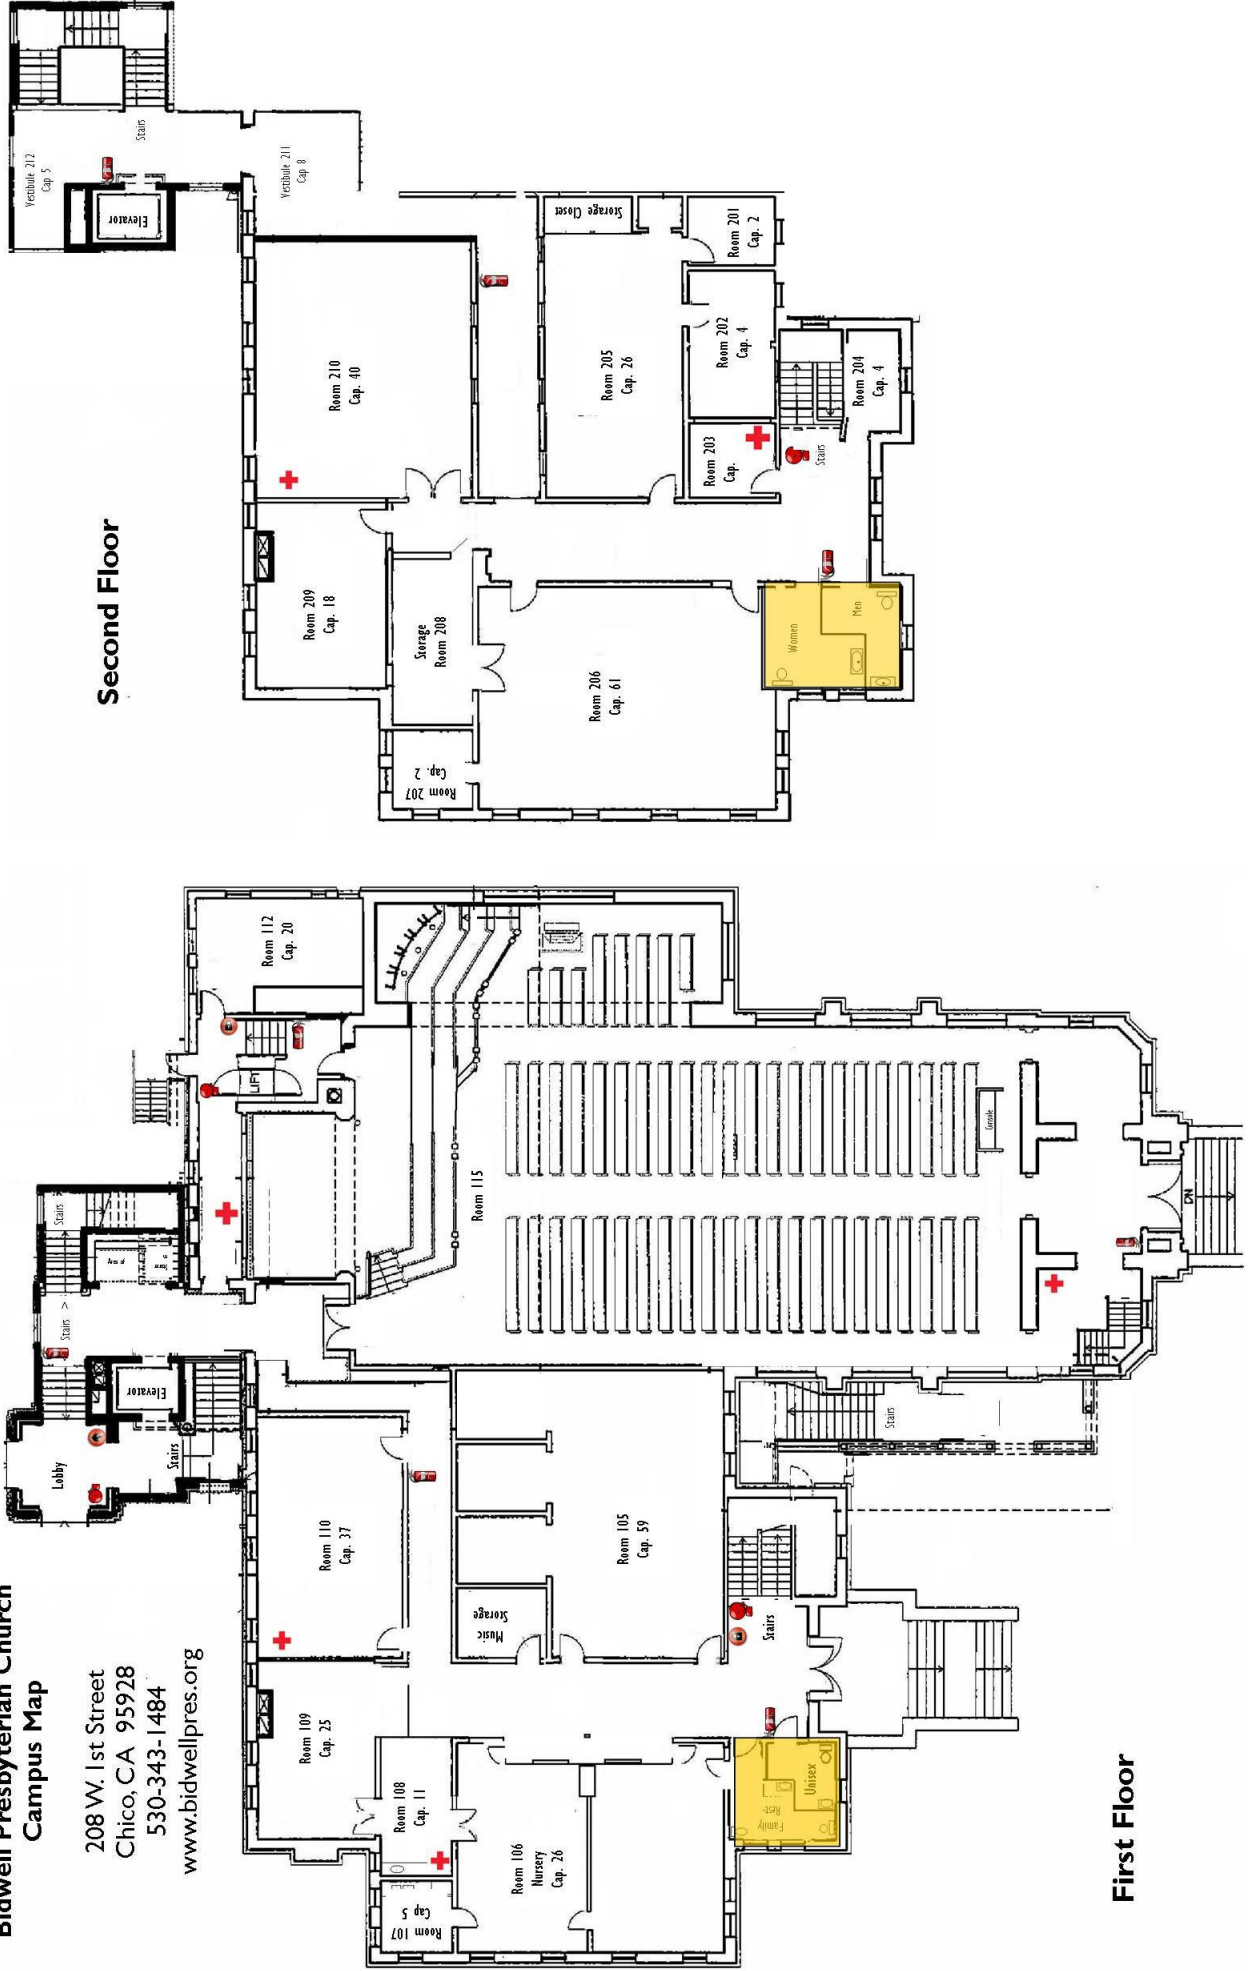 Bidwell Presbyterian Church
Campus Map
208 W. 1st Street
Chico, CA 95928
530-343-1484
www.bidwellpres.org
First Floor
Lobby
Stairs
Elevator
Stairs >
Stairs
Room 112
Cap. 20
LIFT
Room 110
Cap. 37
Room 109
Cap. 25
Room 108
Cap. 11
Room 107
Cap 5
Room 106
Nursery
Cap. 26
Music
Storage
Room 105
Cap. 59
Room 115
Console
DN
Stairs
Stairs
Family
Rest-
Unisex
Second Floor
Vestibule 212
Cap 5
Stairs
Elevator
Vestibule 211
Cap 8
Room 210
Cap. 40
Room 209
Cap. 18
Storage
Room 208
Room 207
Cap. 2
Room 206
Cap. 61
Storage Closet
Room 205
Cap. 26
Room 201
Cap. 2
Room 202
Cap. 4
Room 203
Cap.
Room 204
Cap. 4
Stairs
Women
Men